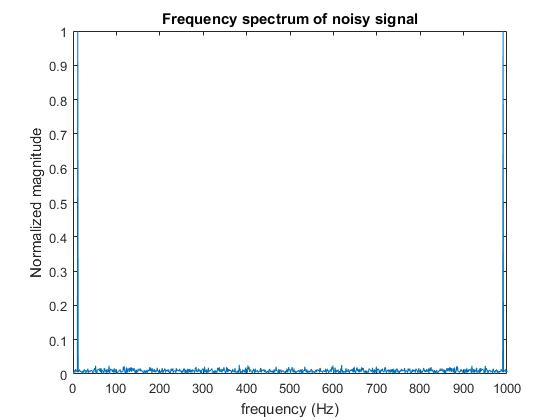 Frequency spectrum of noisy signal
1
0.9
0.8
0.7
0.6
0.5
0.4
0.3
0.2
0.1
0
Normalized magnitude
0 100 200 300 400 500 600 700 800 900 1000
frequency (Hz)